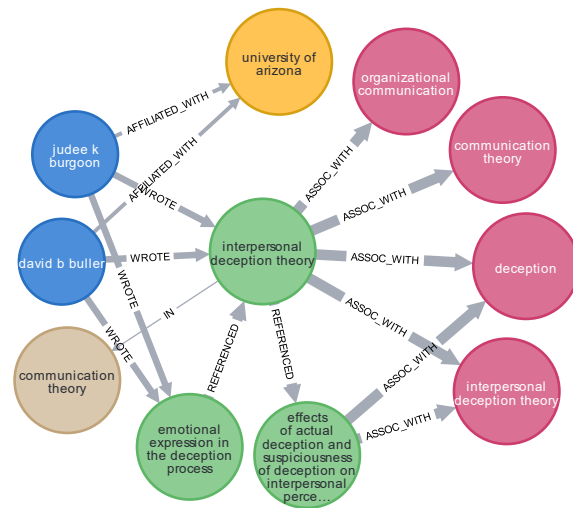 university of
arizona
organizational
communication
AFFILIATED_WITH
judee k
burgoon
communication
theory
AFFILIATED_WITH
ASSOC_WITH
WROTE
ASSOC_WITH
interpersonal
deception theory
david b buller
WROTE
ASSOC_WITH
deception
WROTE
IN
ASSOC_WITH
REFERENCED
REFERENCED
WROTE
ASSOC_WITH
communication
theory
interpersonal
deception theory
ASSOC_WITH
emotional
expression in
the deception
process
effects
of actual
deception and
suspiciousness
of deception on
interpersonal
perce…